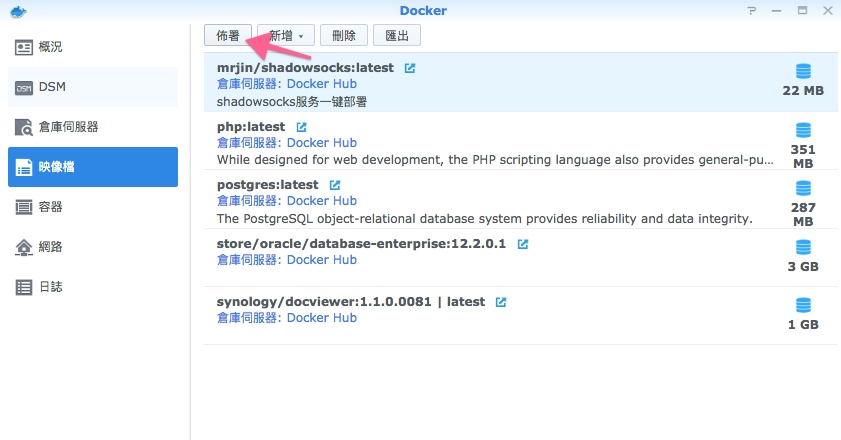 Docker
概況
DSM
DSM
倉庫伺服器
映像檔
容器
網路
日誌
佈署 新增 刪除 匯出
mrjin/shadowsocks:latest
倉庫伺服器: Docker Hub
shadowsocks服务一键部署
22 MB
php:latest
倉庫伺服器: Docker Hub
While designed for web development, the PHP scripting language also provides general-pu...
351
MB
postgres:latest
倉庫伺服器: Docker Hub
The PostgreSQL object-relational database system provides reliability and data integrity.
287
MB
store/oracle/database-enterprise:12.2.0.1
倉庫伺服器: Docker Hub
3 GB
synology/docviewer:1.1.0.0081 | latest
倉庫伺服器: Docker Hub
1 GB